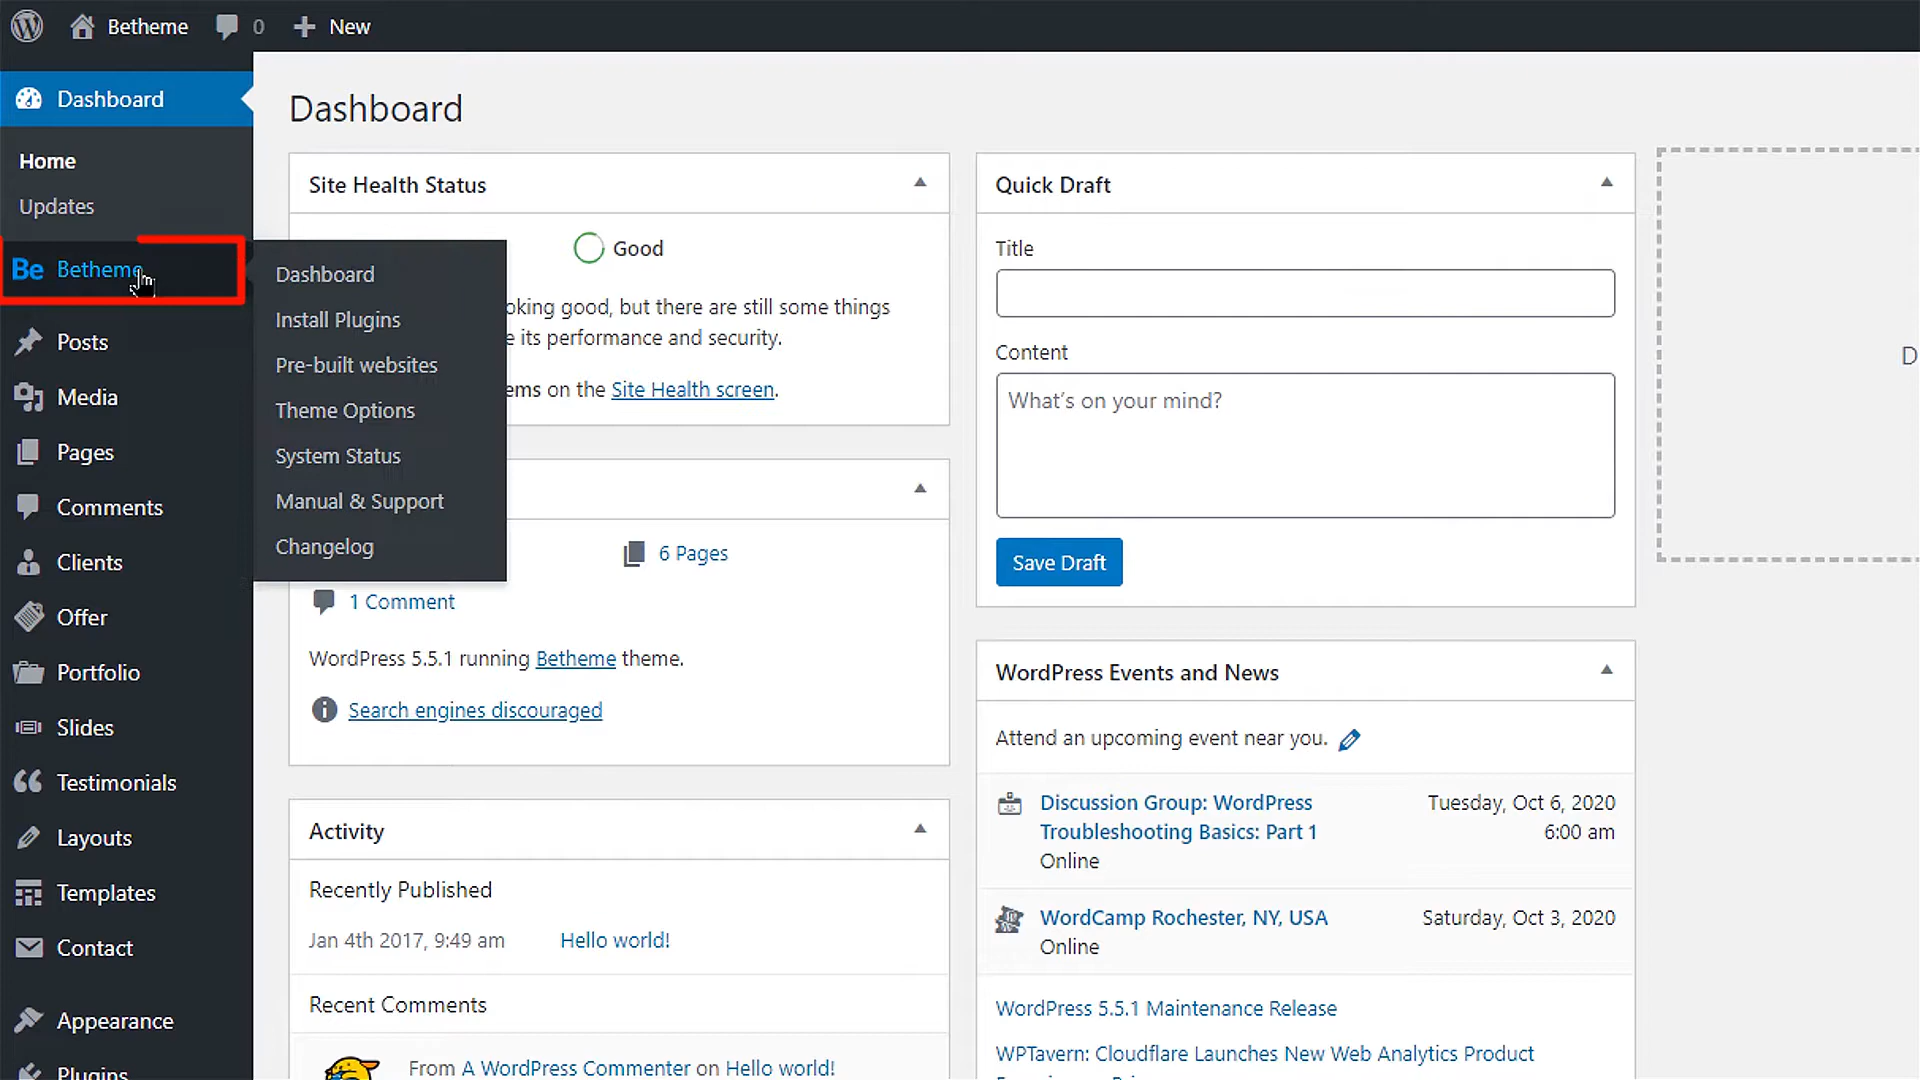 Betheme
0
New
Dashboard
Home
Updates
Be Betheme
Posts
Media
Pages
Comments
Clients
Offer
Portfolio
Slides
Testimonials
Layouts
Templates
Contact
Appearance
Plugins
Dashboard
Install Plugins
Pre-built websites
Theme Options
System Status
Manual & Support
Changelog
Dashboard
Site Health Status
Good
oking good, but there are still some things
e its performance and security.
ems on the Site Health screen.
6 Pages
1 Comment
WordPress 5.5.1 running Betheme theme.
Search engines discouraged
Activity
Recently Published
Jan 4th 2017, 9:49 am Hello world!
Recent Comments
From A WordPress Commenter on Hello world!
Quick Draft
Title
Content
What's on your mind?
Save Draft
WordPress Events and News
Attend an upcoming event near you.
Discussion Group: WordPress
Troubleshooting Basics: Part 1
Online
Tuesday, Oct 6, 2020
6:00 am
WordCamp Rochester, NY, USA
Online
Saturday, Oct 3, 2020
WordPress 5.5.1 Maintenance Release
WPTavern: Cloudflare Launches New Web Analytics Product
D